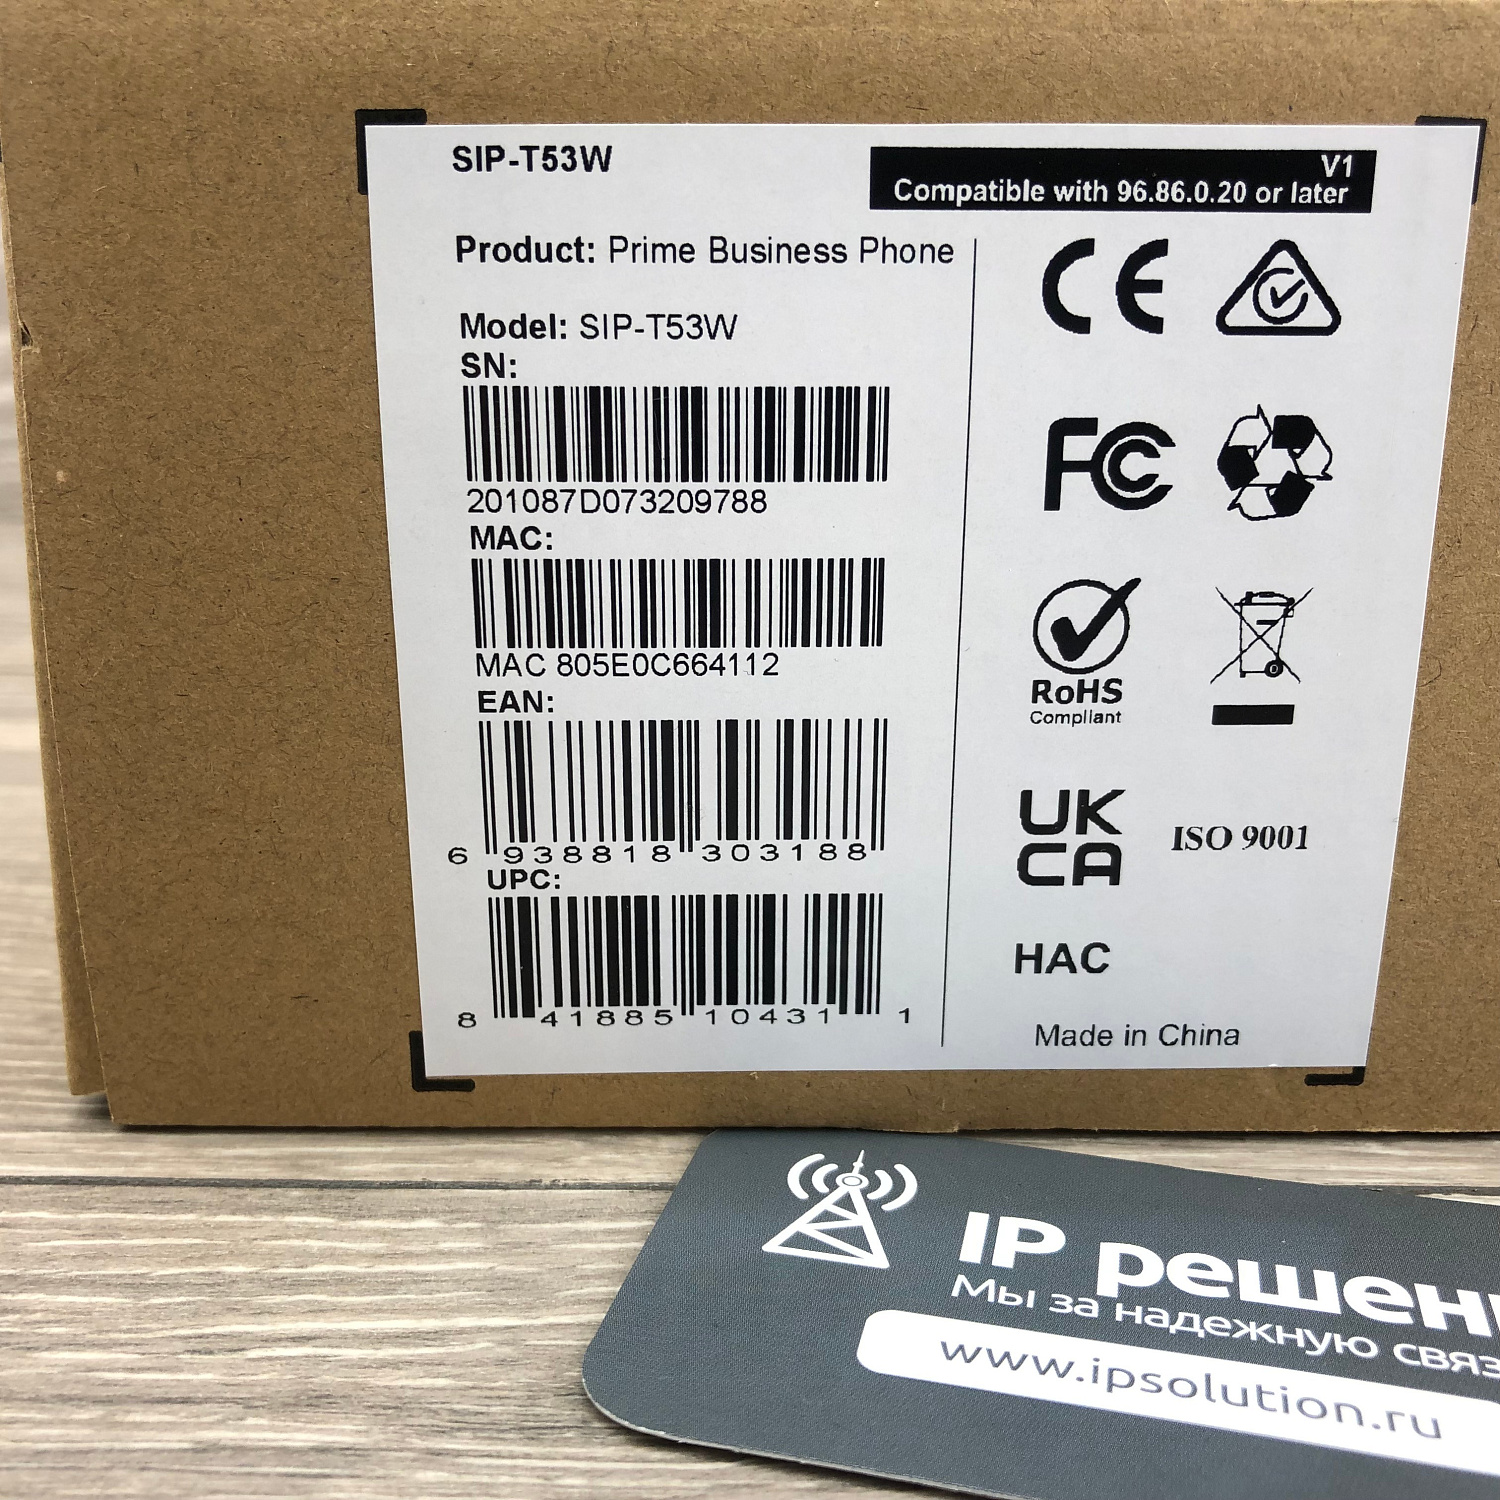 SIP-T53W
V1
Compatible with 96.86.0.20 or later
Product: Prime Business Phone
Model: SIP-T53W
SN:
201087D073209788
MAC:
MAC 805E0C664112
EAN:
6 938818 303188
UPC:
8 41885 10431 1
CE
FC
RoHS
Compliant
UK
CA
ISO 9001
HAC
Made in China
IP решен
Мы за надежную связ
www.ipsolution.ru